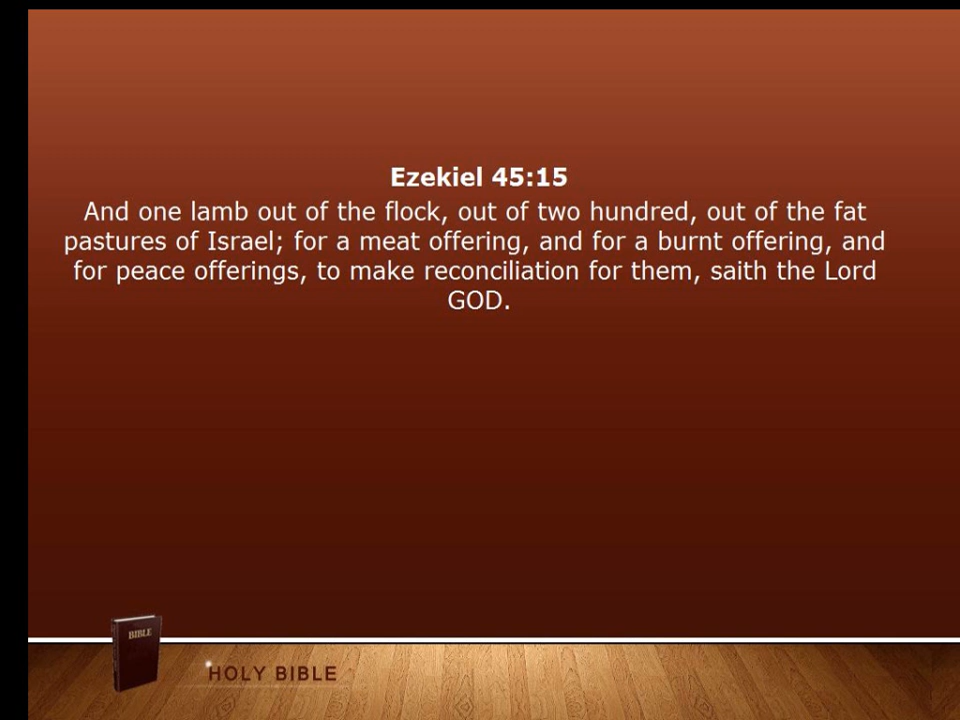 Ezekiel 45:15
And one lamb out of the flock, out of two hundred, out of the fat
pastures of Israel; for a meat offering, and for a burnt offering, and
for peace offerings, to make reconciliation for them, saith the Lord
GOD.
BIBLE
HOLY BIBLE